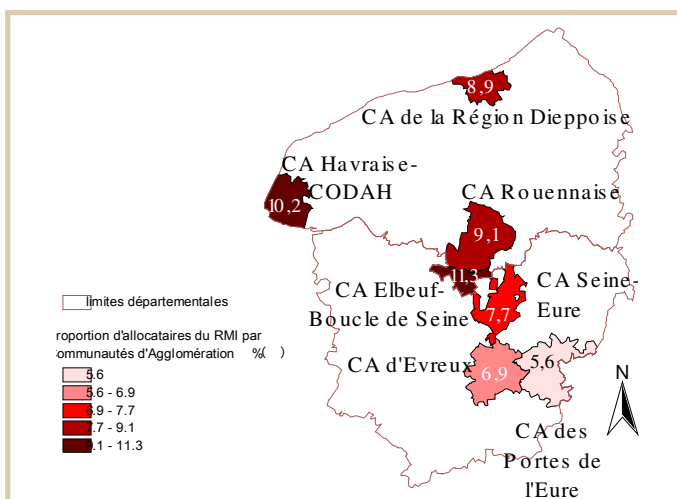 8,9
CA de la Région Dieppoise
CA Havraise-
CODAH
10,2
CA Rouennaise
9,1
11,3
CA Elbeuf-
Boucle de Seine
CA Seine-
Eure
7,7
CA d'Evreux
6,9
5,6
CA des
Portes de
l'Eure
N
limites départementales
roportion d'allocataires du RMI par
ommunautés d'Agglomération %( )
5.6
5.6 - 6.9
6.9 - 7.7
7.7 - 9.1
9.1 - 11.3